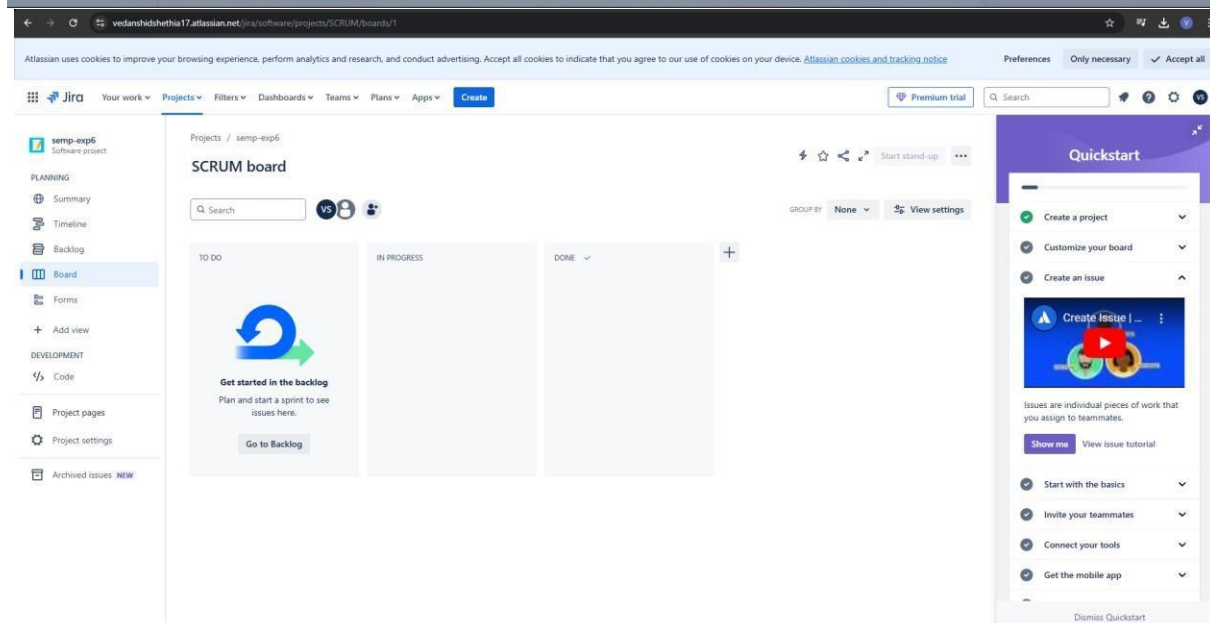 vedanshidshethia17.atlassian.net/jira/software/projects/SCRUM/boards/1
Atlassian uses cookies to improve your browsing experience, perform analytics and research, and conduct advertising. Accept all cookies to indicate that you agree to our use of cookies on your device. Atlassian cookies and tracking notice
Preferences Only necessary Accept all
Jira Your work Projects Filters Dashboards Teams Plans Apps Create Premium trial Search VS
semp-exp6
Software project
PLANNING
Summary
Timeline
Backlog
Board
Forms
Add view
DEVELOPMENT
Code
Project pages
Project settings
Archived issues NEW
Projects / semp-exp6
SCRUM board
Start stand-up
Search VS
GROUP BY None View settings
TO DO
Get started in the backlog
Plan and start a sprint to see
issues here.
Go to Backlog
IN PROGRESS
DONE
Quickstart
Create a project
Customize your board
Create an issue
Create Issue | ...
Issues are individual pieces of work that
you assign to teammates.
Show me View issue tutorial
Start with the basics
Invite your teammates
Connect your tools
Get the mobile app
Dismiss Quickstart